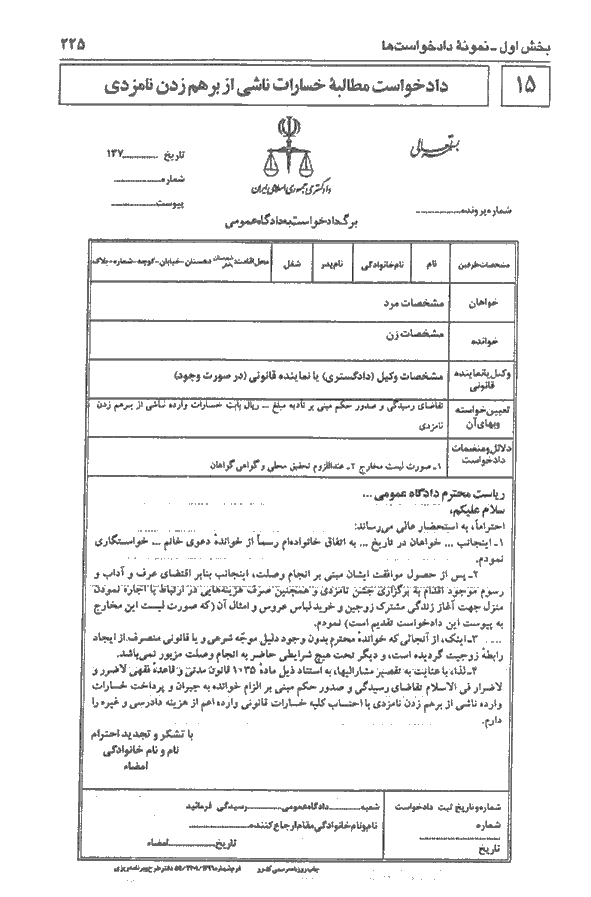 بخش اول ـ نمونهٔ دادخواست‌ها
۲۲۵
۱۵
دادخواست مطالبهٔ خسارات ناشی از برهم زدن نامزدی
بسمه تعالی
دادگستری جمهوری اسلامی ایران
تاریخ ............ ۱۳۷
شماره....................
پیوست....................
شماره پرونده....................
برگ دادخواست به دادگاه عمومی
مشخصات طرفین
نام
نام خانوادگی
نام پدر
شغل
محل اقامت شهرستان بخش دهستان - خیابان - کوچه - شماره - پلاک
خواهان
مشخصات مرد
خوانده
مشخصات زن
وکیل یا نماینده قانونی
مشخصات وکیل (دادگستری) یا نماینده قانونی (در صورت وجود)
تعیین خواسته وبهای آن
تقاضای رسیدگی و صدور حکم مبنی بر تادیه مبلغ ... ریال بابت خسارات وارده ناشی از برهم زدن
نامزدی
دلائل ومنضمات دادخواست
۱ـ صورت لیست مخارج ۲ـ عنداللزوم تحقیق محلی و گواهی گواهان
ریاست محترم دادگاه عمومی ...
سلام علیکم،
احتراماً، به استحضار عالی می‌رساند:
۱ـ اینجانب ... خواهان در تاریخ ... به اتفاق خانواده‌ام رسماً از خواندهٔ دعوی خانم ... خواستگاری
نمودم.
۲ـ پس از حصول موافقت ایشان مبنی بر انجام وصلت، اینجانب بنابر اقتضای عرف و آداب و
رسوم موجود اقدام به برگزاری جشن نامزدی و همچنین صرف هزینه‌هایی در ارتباط با اجاره نمودن
منزل جهت آغاز زندگی مشترک زوجین و خرید لباس عروس و امثال آن (که صورت لیست این مخارج
به پیوست این دادخواست تقدیم است) نمودم.
۳ـ اینک، از آنجائی که خواندهٔ محترم بدون وجود دلیل موجّه شرعی و یا قانونی منصرف از ایجاد
رابطهٔ زوجیت گردیده است، و دیگر تحت هیچ شرایطی حاضر به انجام وصلت مزبور نمی‌باشد.
۴ـ لذا، با عنایت به تقصیر مشارالیها، به استناد ذیل مادهٔ ۱۰۳۵ قانون مدنی و قاعدهٔ فقهی لاضرر و
لاضرار فی الاسلام تقاضای رسیدگی و صدور حکم مبنی بر الزام خوانده به جبران و پرداخت خسارات
وارده ناشی از برهم زدن نامزدی با احتساب کلیه خسارات قانونی وارده اعم از هزینه دادرسی و غیره را
دارم.
با تشکر و تجدید احترام
نام و نام خانوادگی
امضاء
شماره و تاریخ ثبت دادخواست
شماره
تاریخ
شعبه............دادگاه عمومی............رسیدگی فرمائید
نام و نام خانوادگی مقام ارجاع کننده....................
تاریخ....................امضاء
چاپ روزنامه رسمی کشور